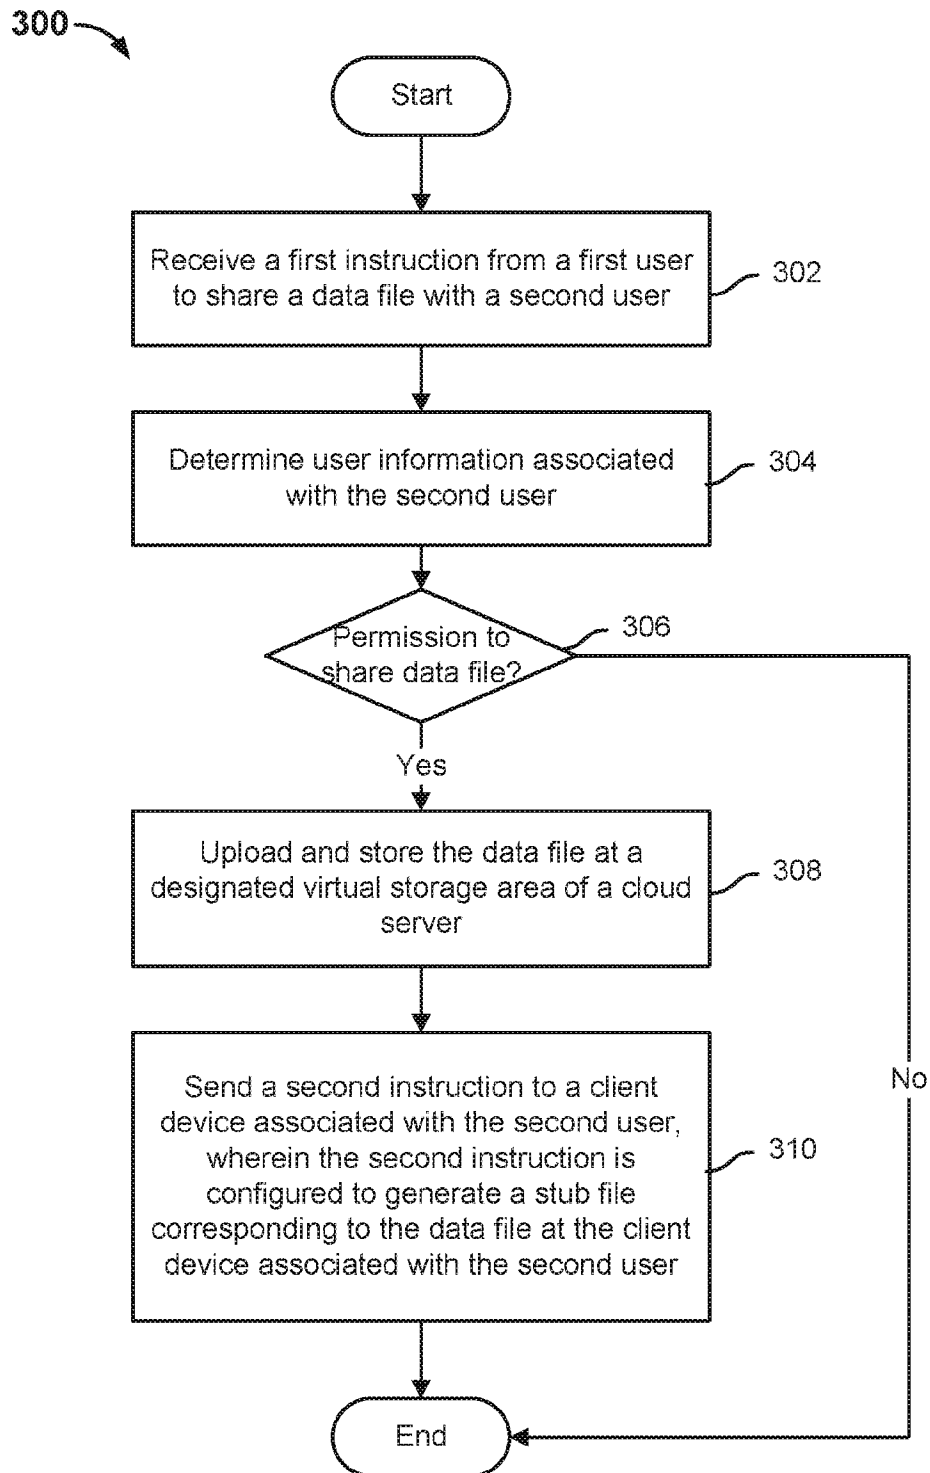 300
Start
Receive a first instruction from a first user
to share a data file with a second user
302
Determine user information associated
with the second user
304
Permission to
share data file?
306
Yes
Upload and store the data file at a
designated virtual storage area of a cloud
server
308
Send a second instruction to a client
device associated with the second user,
wherein the second instruction is
configured to generate a stub file
corresponding to the data file at the client
device associated with the second user
310
No
End